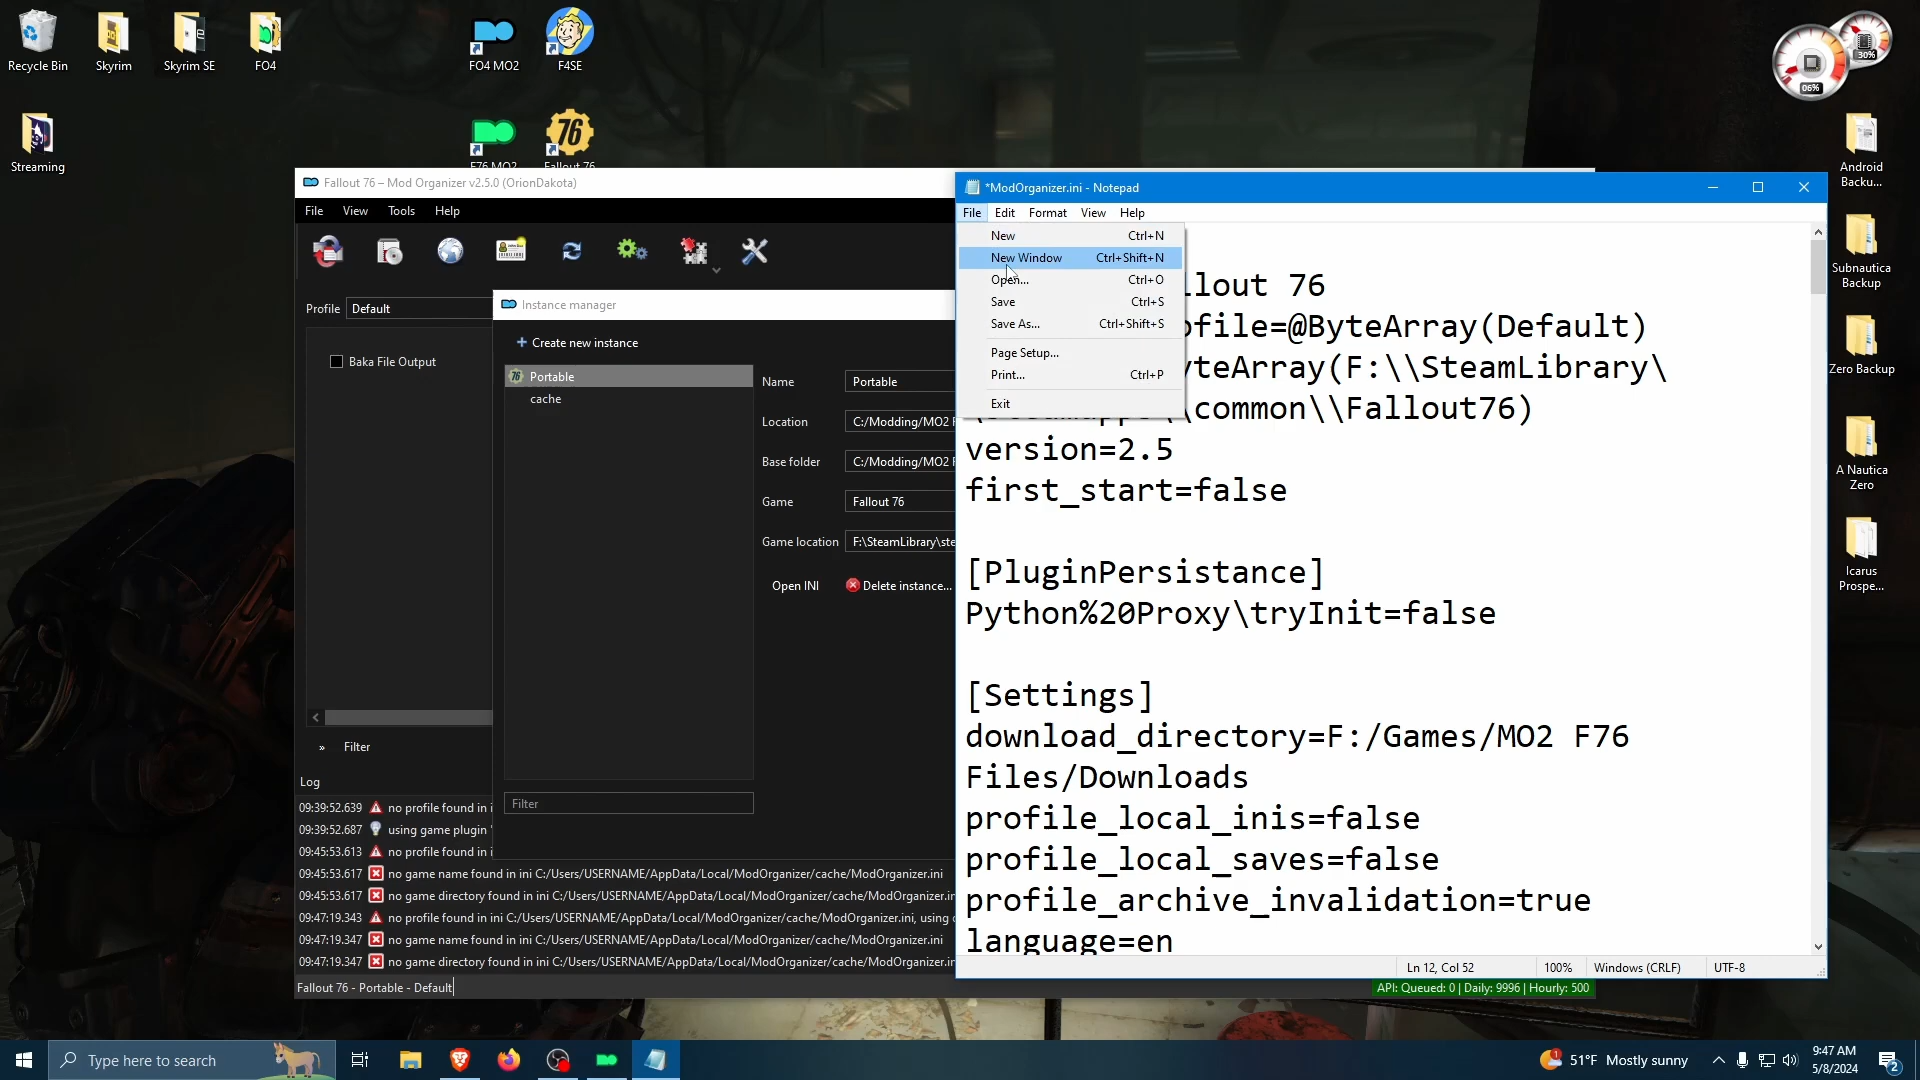 Recycle Bin
Skyrim
Skyrim SE
FO4
FO4 MO2
F4SE
30%
06%
Streaming
F76 MO2
76
Fallout 76
Android
Backu...
Subnautica
Backup
Zero Backup
A Nautica
Zero
Icarus
Prospe...
Fallout 76 – Mod Organizer v2.5.0 (OrionDakota)
File View Tools Help
Profile Default
Baka File Output
» Filter
Log
09:39:52.639 no profile found in i
09:39:52.687 using game plugin '
09:45:53.613 no profile found in i
09:45:53.617 no game name found in ini C:/Users/USERNAME/AppData/Local/ModOrganizer/cache/ModOrganizer.ini
09:45:53.617 no game directory found in ini C:/Users/USERNAME/AppData/Local/ModOrganizer/cache/ModOrganizer.in
09:47:19.343 no profile found in ini C:/Users/USERNAME/AppData/Local/ModOrganizer/cache/ModOrganizer.ini, using
09:47:19.347 no game name found in ini C:/Users/USERNAME/AppData/Local/ModOrganizer/cache/ModOrganizer.ini
09:47:19.347 no game directory found in ini C:/Users/USERNAME/AppData/Local/ModOrganizer/cache/ModOrganizer.in
Fallout 76 - Portable - Default
API: Queued: 0 | Daily: 9996 | Hourly: 500
Instance manager
+ Create new instance
Portable
cache
Filter
Name Portable
Location C:/Modding/MO2 F
Base folder C:/Modding/MO2 F
Game Fallout 76
Game location F:\SteamLibrary\ste
Open INI Delete instance...
*ModOrganizer.ini - Notepad
File Edit Format View Help
New Ctrl+N
New Window Ctrl+Shift+N
Open... Ctrl+O
Save Ctrl+S
Save As... Ctrl+Shift+S
Page Setup...
Print... Ctrl+P
Exit
llout 76
ofile=@ByteArray(Default)
yteArray(F:\\SteamLibrary\
\common\\Fallout76)
version=2.5
first_start=false
[PluginPersistance]
Python%20Proxy\tryInit=false
[Settings]
download_directory=F:/Games/MO2 F76
Files/Downloads
profile_local_inis=false
profile_local_saves=false
profile_archive_invalidation=true
language=en
Ln 12, Col 52 100% Windows (CRLF) UTF-8
Type here to search
1
51°F Mostly sunny
9:47 AM
5/8/2024
2